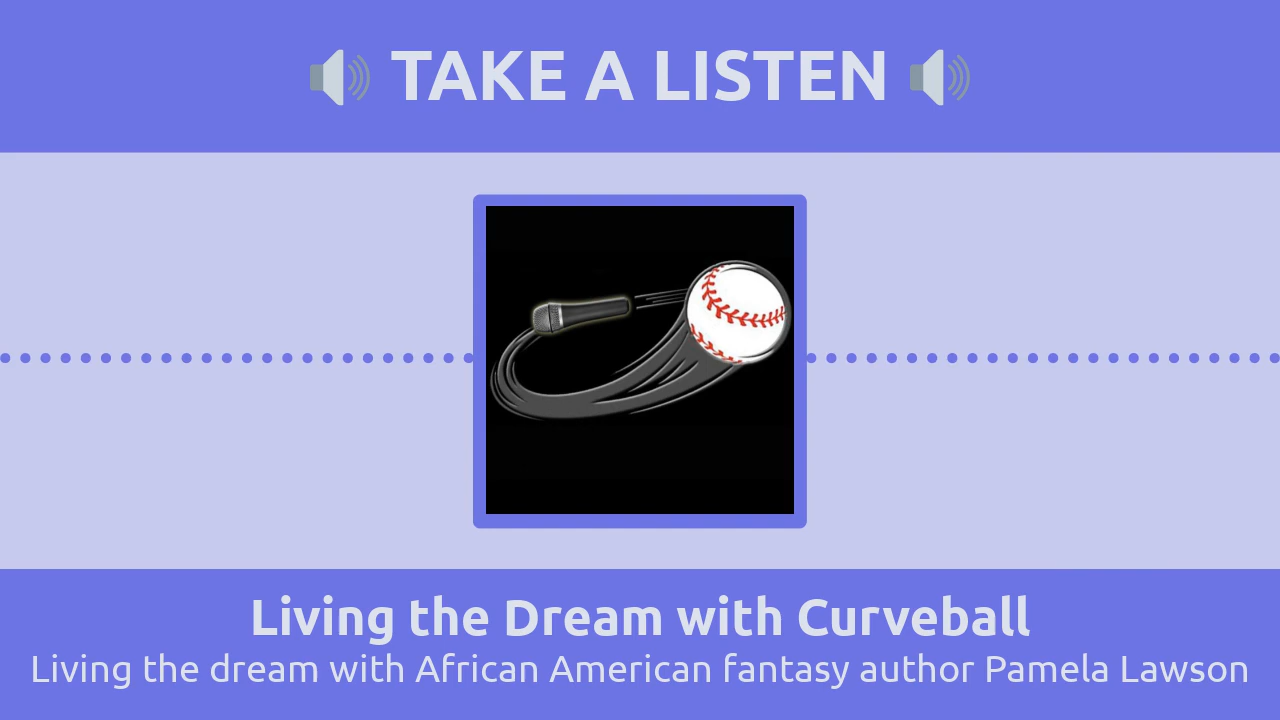 TAKE A LISTEN
Living the Dream with Curveball
Living the dream with African American fantasy author Pamela Lawson